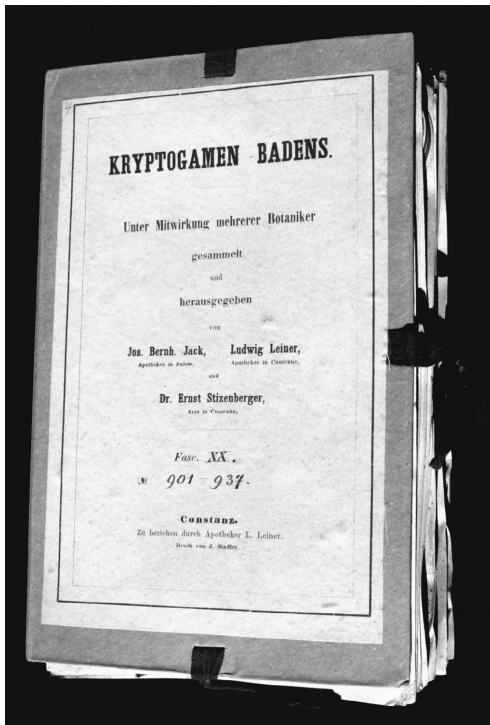 4
KRYPTOGAMEN BADENS.
Unter Mitwirkung mehrerer Botaniker
gesammelt
und
herausgegeben
von
Jos. Bernh. Jack, Ludwig Leiner,
Apotheker in Salem, Apotheker in Constanz,
und
Dr. Ernst Stizenberger,
Arzt in Constanz.
Fasc. XX.
№ 901-937.
Constanz.
Zu beziehen durch Apotheker L. Leiner.
Druck von J. Stadler.